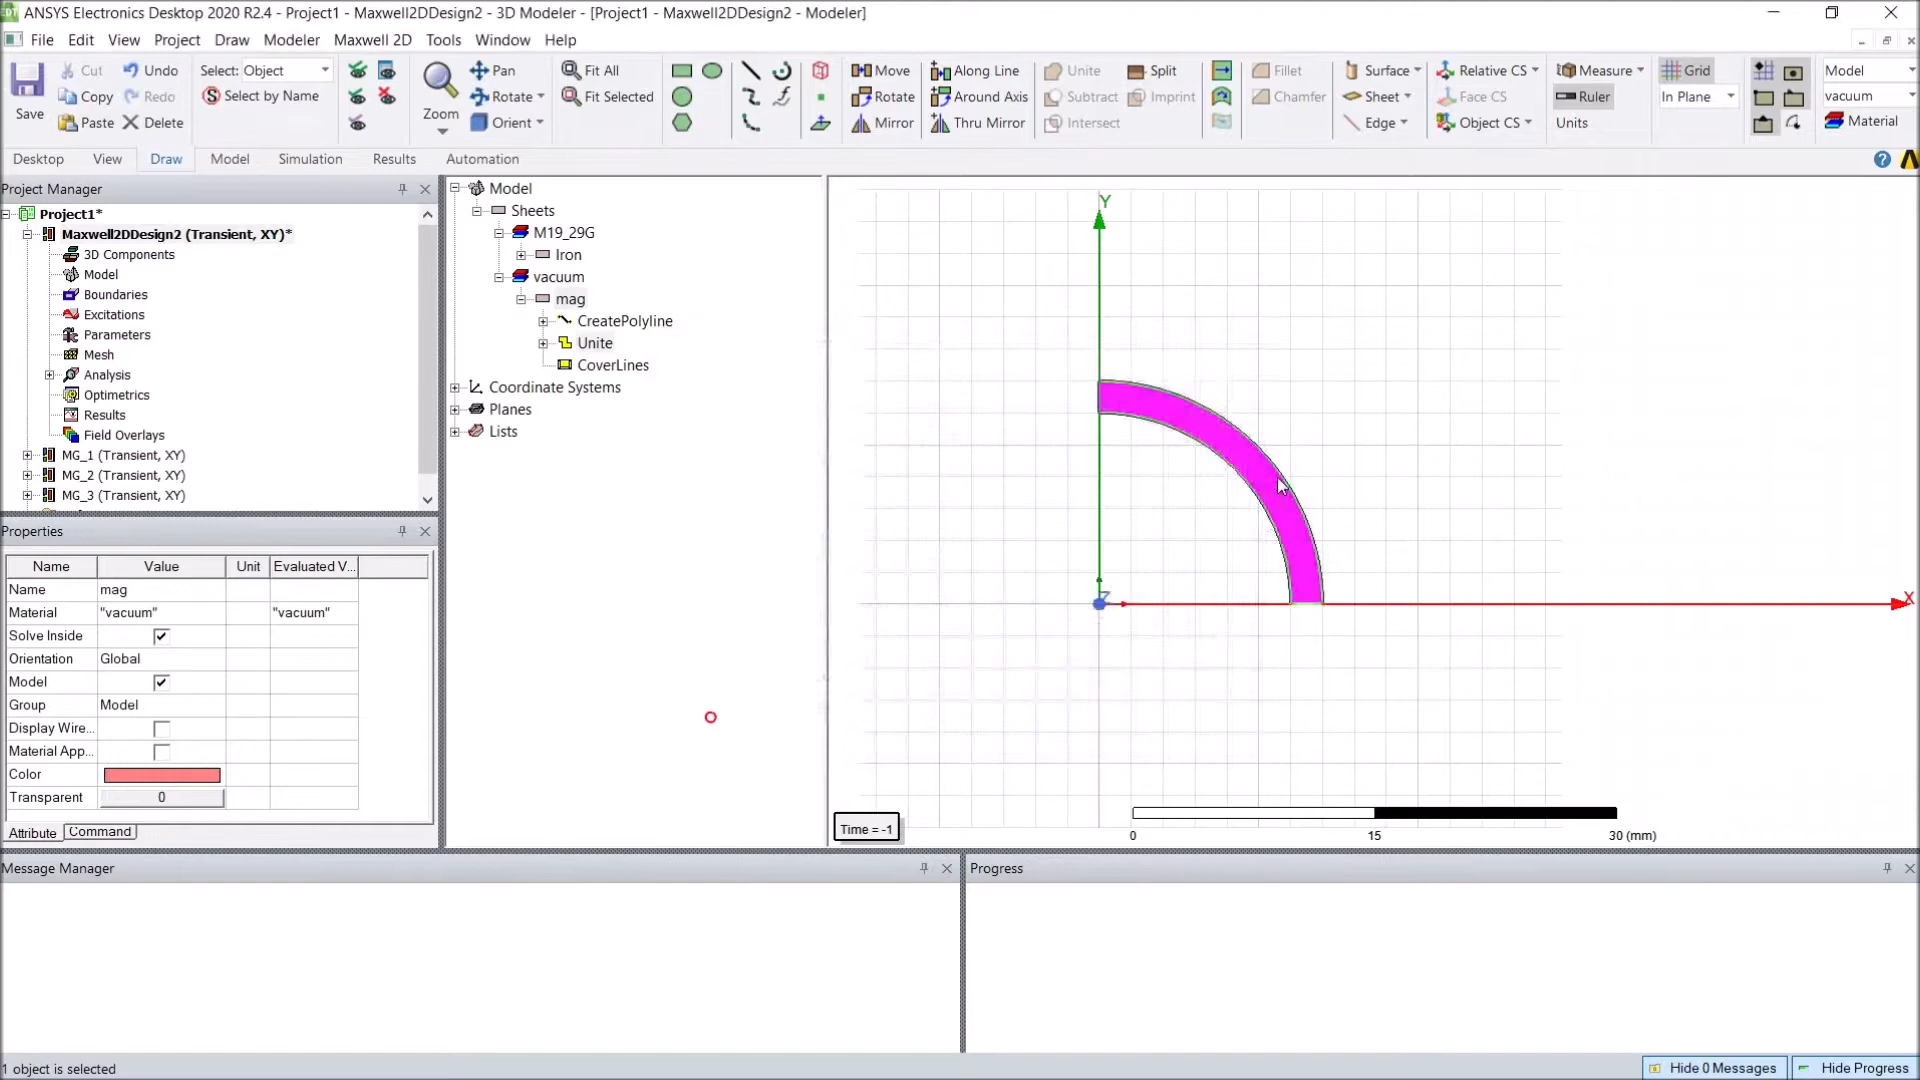 ANSYS Electronics Desktop 2020 R2.4 - Project1 - Maxwell2DDesign2 - 3D Modeler - [Project1 - Maxwell2DDesign2 - Modeler]
File Edit View Project Draw Modeler Maxwell 2D Tools Window Help
Save
Cut Undo
Copy Redo
Paste Delete
Select: Object
Select by Name
Zoom
Pan
Rotate
Orient
Fit All
Fit Selected
Move
Rotate
Mirror
Along Line
Around Axis
Thru Mirror
Unite Split
Subtract Imprint
Intersect
Fillet
Chamfer
Surface
Sheet
Edge
Relative CS
Face CS
Object CS
Measure
Ruler
Units
Grid
In Plane
Model
vacuum
Material
Desktop View Draw Model Simulation Results Automation
Project Manager
Project1*
Maxwell2DDesign2 (Transient, XY)*
3D Components
Model
Boundaries
Excitations
Parameters
Mesh
Analysis
Optimetrics
Results
Field Overlays
MG_1 (Transient, XY)
MG_2 (Transient, XY)
MG_3 (Transient, XY)
Properties
Name Value Unit Evaluated V...
Name mag
Material "vacuum" "vacuum"
Solve Inside
Orientation Global
Model
Group Model
Display Wire...
Material App...
Color
Transparent 0
Attribute Command
Model
Sheets
M19_29G
Iron
vacuum
mag
CreatePolyline
Unite
CoverLines
Coordinate Systems
Planes
Lists
Y
Z
X
Time = -1
0 15 30 (mm)
Message Manager
Progress
1 object is selected
Hide 0 Messages Hide Progress